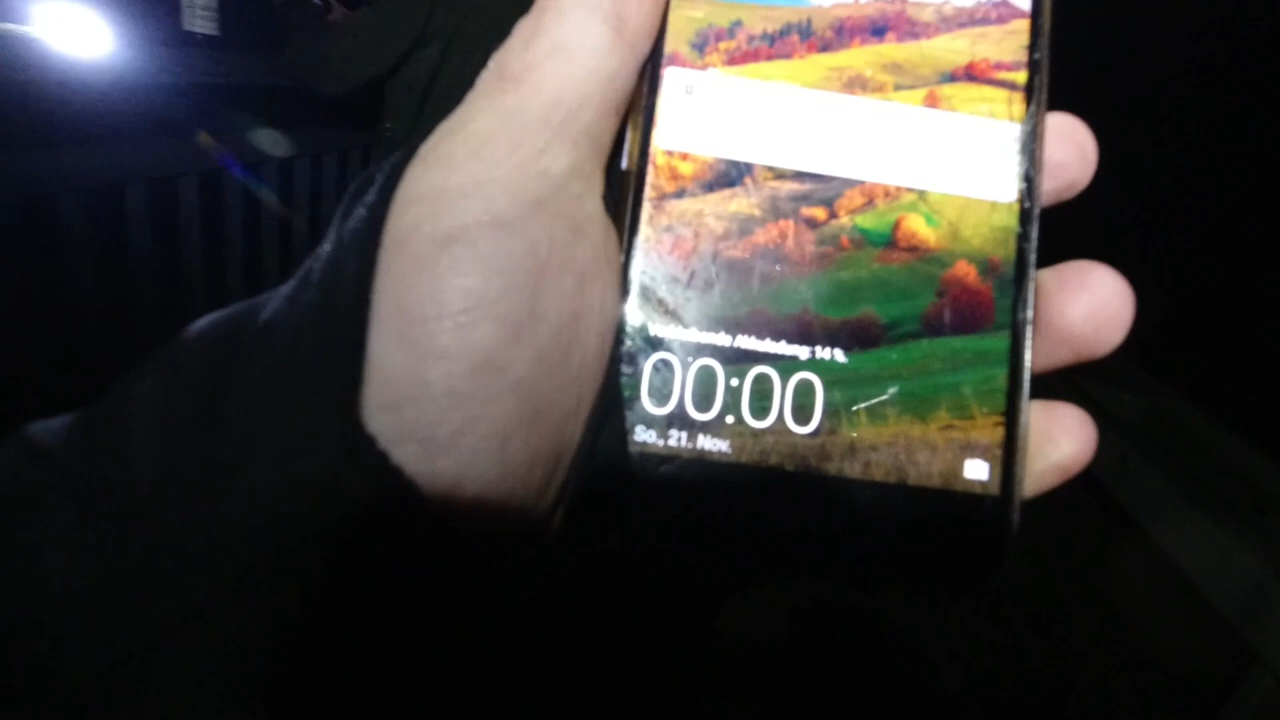 Verbleibende Akkuladung: 14 %.
00:00
So., 21. Nov.